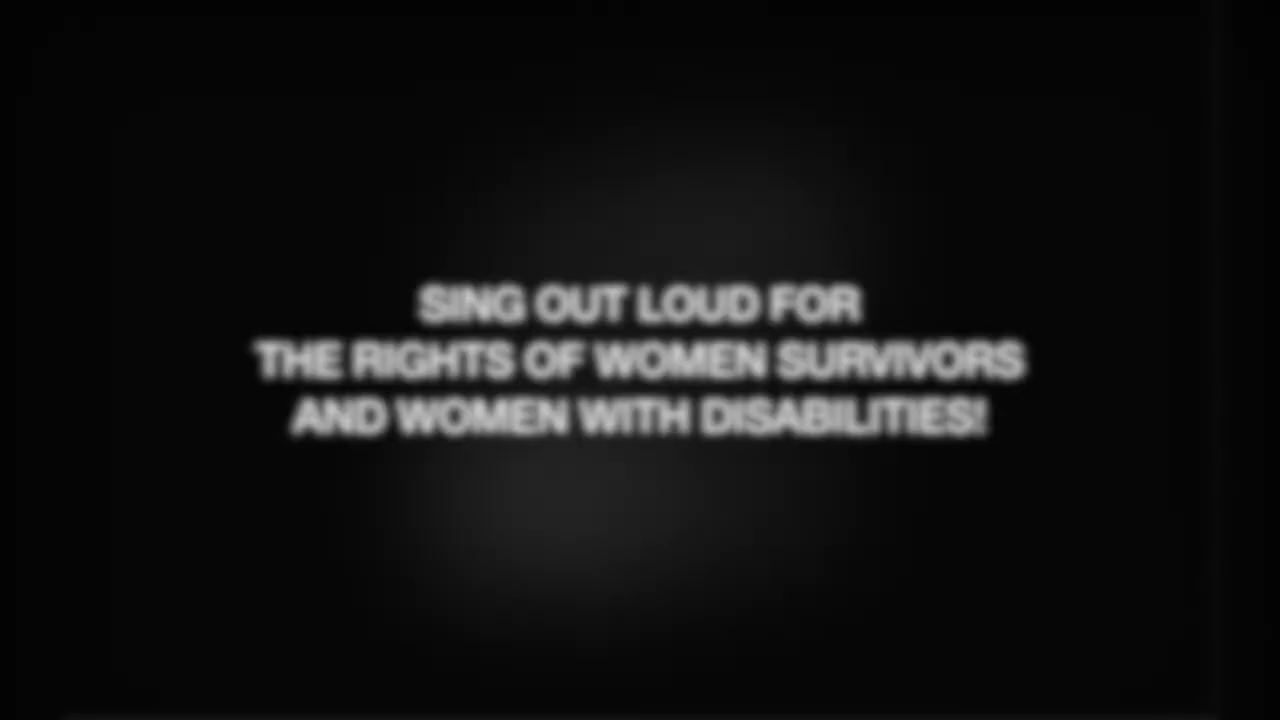 SING OUT LOUD FOR
THE RIGHTS OF WOMEN SURVIVORS
AND WOMEN WITH DISABILITIES!